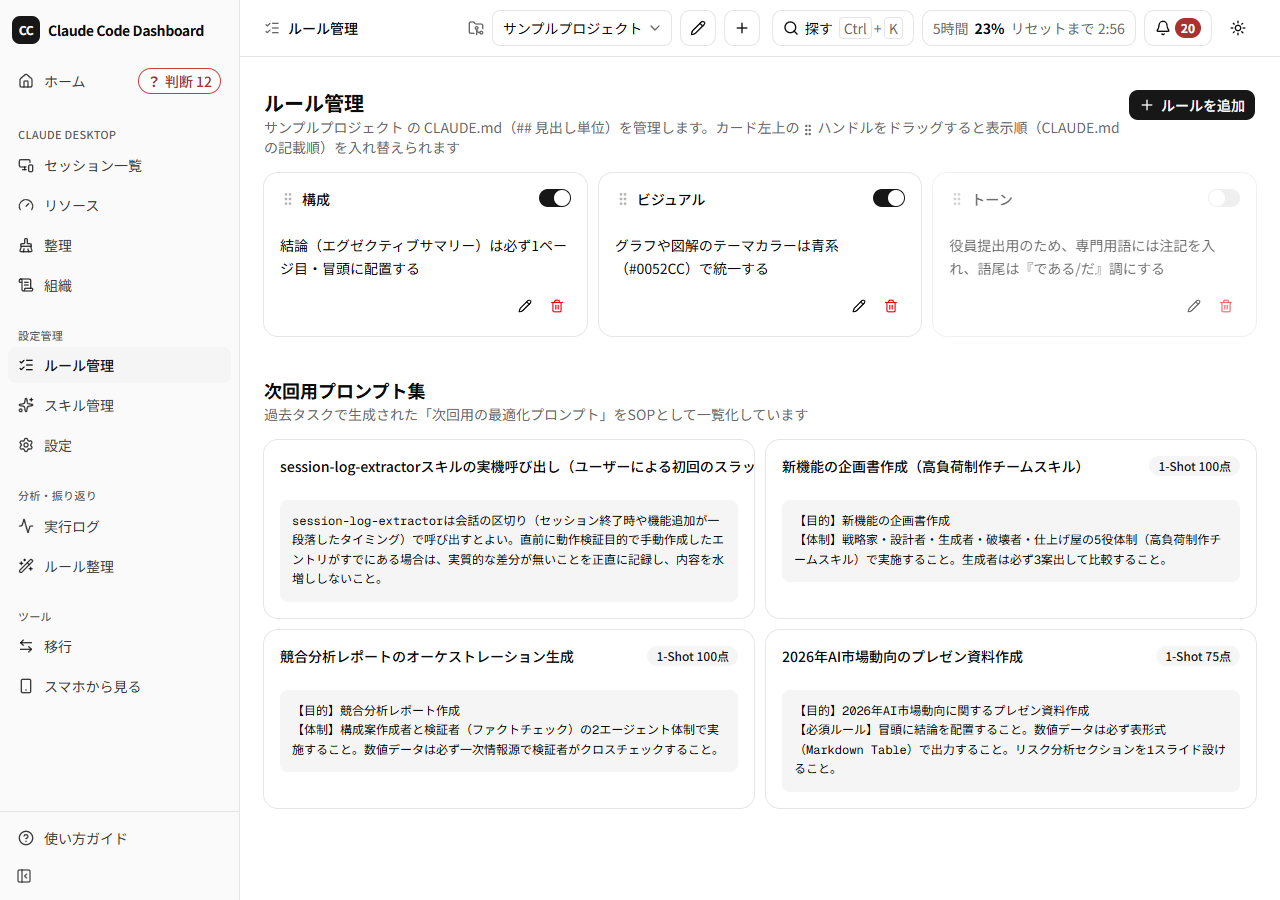 CC Claude Code Dashboard
ホーム
? 判断 12
CLAUDE DESKTOP
セッション一覧
リソース
整理
組織
設定管理
ルール管理
スキル管理
設定
分析・振り返り
実行ログ
ルール整理
ツール
移行
スマホから見る
使い方ガイド
ルール管理
サンプルプロジェクト
探す Ctrl + K
5時間 23% リセットまで 2:56
20
ルール管理
サンプルプロジェクト の CLAUDE.md（## 見出し単位）を管理します。カード左上の ⠿ ハンドルをドラッグすると表示順（CLAUDE.md
の記載順）を入れ替えられます
+ ルールを追加
構成
結論（エグゼクティブサマリー）は必ず1ペー
ジ目・冒頭に配置する
ビジュアル
グラフや図解のテーマカラーは青系
（#0052CC）で統一する
トーン
役員提出用のため、専門用語には注記を入
れ、語尾は『である/だ』調にする
次回用プロンプト集
過去タスクで生成された「次回用の最適化プロンプト」をSOPとして一覧化しています
session-log-extractorスキルの実機呼び出し（ユーザーによる初回のスラッ
session-log-extractorは会話の区切り（セッション終了時や機能追加が一
段落したタイミング）で呼び出すとよい。直前に動作検証目的で手動作成したエ
ントリがすでにある場合は、実質的な差分が無いことを正直に記録し、内容を水
増ししないこと。
新機能の企画書作成（高負荷制作チームスキル）
1-Shot 100点
【目的】新機能の企画書作成
【体制】戦略家・設計者・生成者・破壊者・仕上げ屋の5役体制（高負荷制作チ
ームスキル）で実施すること。生成者は必ず3案出して比較すること。
競合分析レポートのオーケストレーション生成
1-Shot 100点
【目的】競合分析レポート作成
【体制】構成案作成者と検証者（ファクトチェック）の2エージェント体制で実
施すること。数値データは必ず一次情報源で検証者がクロスチェックすること。
2026年AI市場動向のプレゼン資料作成
1-Shot 75点
【目的】2026年AI市場動向に関するプレゼン資料作成
【必須ルール】冒頭に結論を配置すること。数値データは必ず表形式
（Markdown Table）で出力すること。リスク分析セクションを1スライド設け
ること。